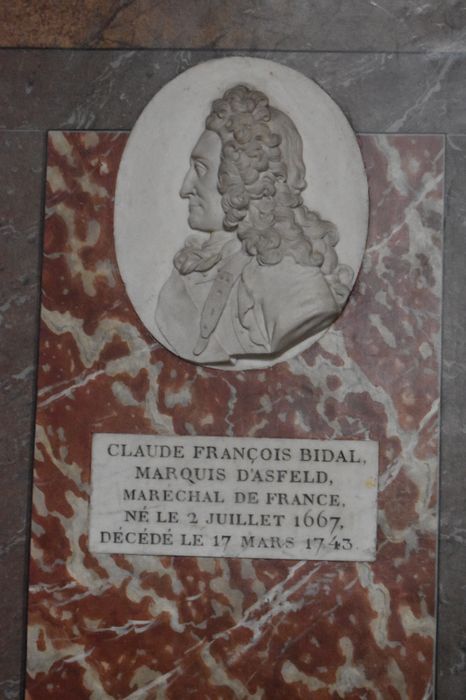 CLAUDE FRANÇOIS BIDAL,
MARQUIS D'ASFELD,
MARECHAL DE FRANCE,
NÉ LE 2 JUILLET 1667,
DÉCÉDÉ LE 17 MARS 1743